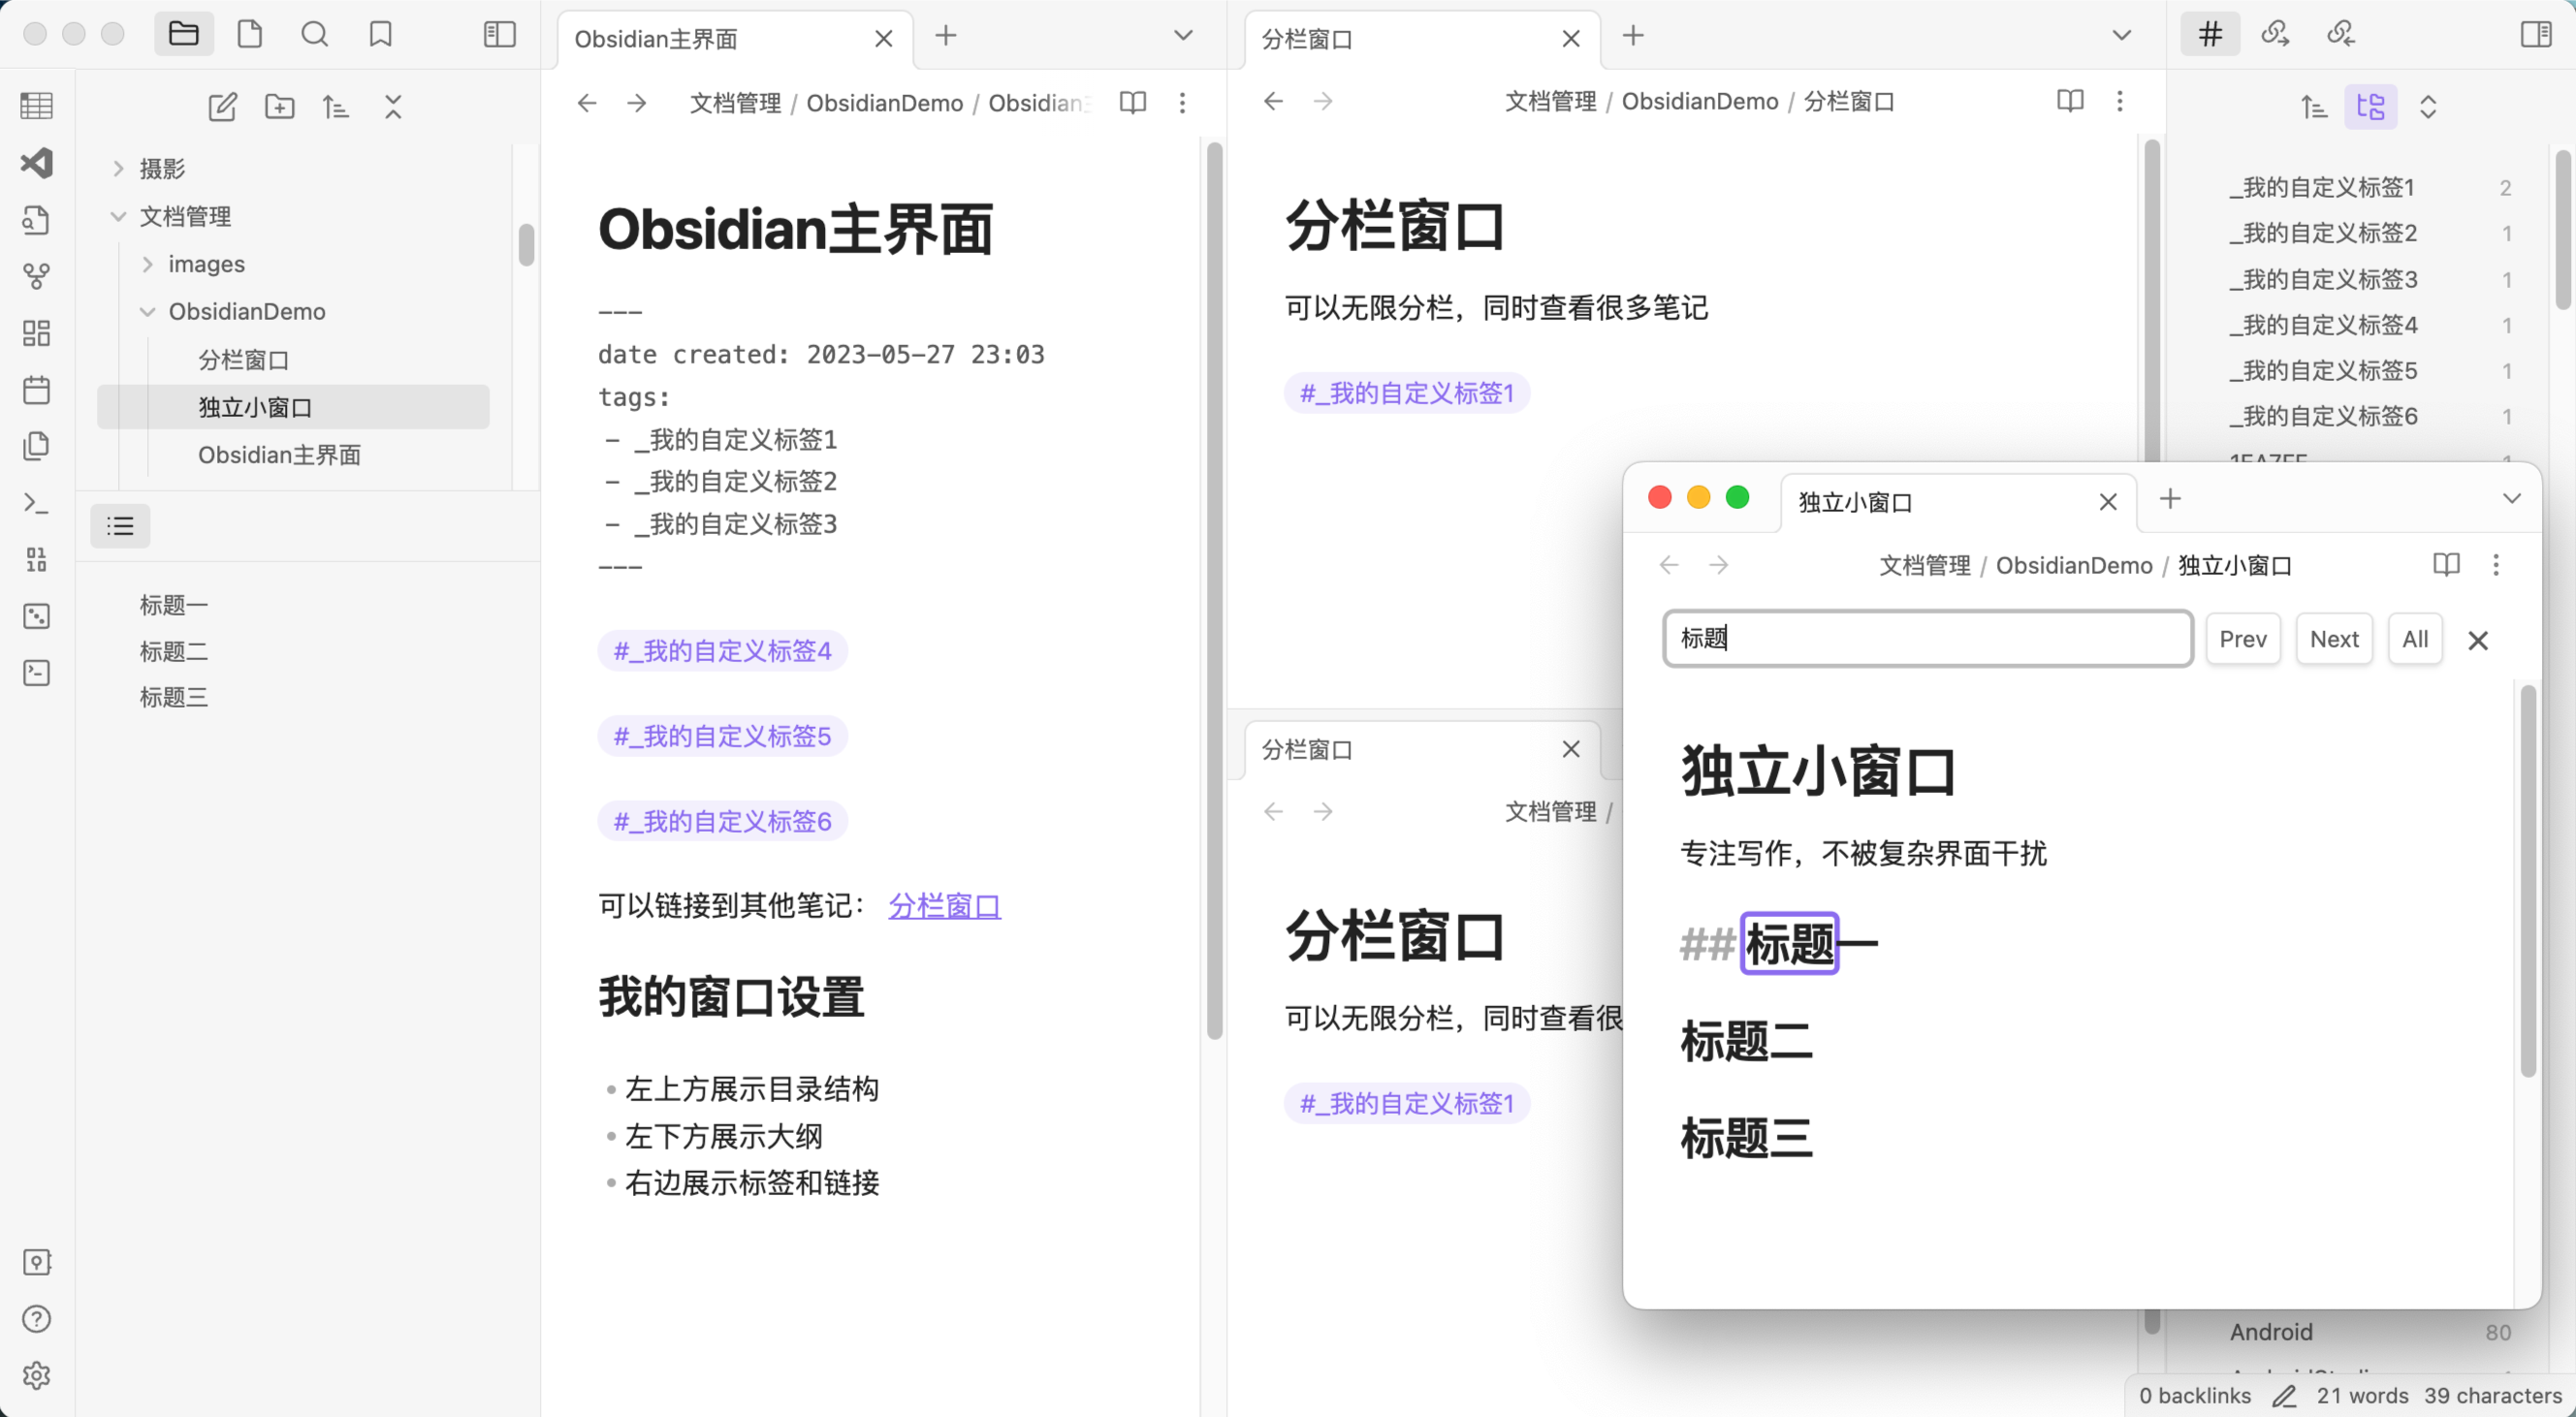 Obsidian主界面
分栏窗口
文档管理 / ObsidianDemo / Obsidian
文档管理 / ObsidianDemo / 分栏窗口
摄影
文档管理
images
ObsidianDemo
分栏窗口
独立小窗口
Obsidian主界面
标题一
标题二
标题三
Obsidian主界面
---
date created: 2023-05-27 23:03
tags:
- _我的自定义标签1
- _我的自定义标签2
- _我的自定义标签3
---
#_我的自定义标签4
#_我的自定义标签5
#_我的自定义标签6
可以链接到其他笔记： 分栏窗口
我的窗口设置
• 左上方展示目录结构
• 左下方展示大纲
• 右边展示标签和链接
分栏窗口
可以无限分栏，同时查看很多笔记
#_我的自定义标签1
分栏窗口
文档管理 /
分栏窗口
可以无限分栏，同时查看很
#_我的自定义标签1
_我的自定义标签1 2
_我的自定义标签2 1
_我的自定义标签3 1
_我的自定义标签4 1
_我的自定义标签5 1
_我的自定义标签6 1
独立小窗口
文档管理 / ObsidianDemo / 独立小窗口
标题 Prev Next All
独立小窗口
专注写作，不被复杂界面干扰
## 标题一
标题二
标题三
Android 80
0 backlinks 21 words 39 characters